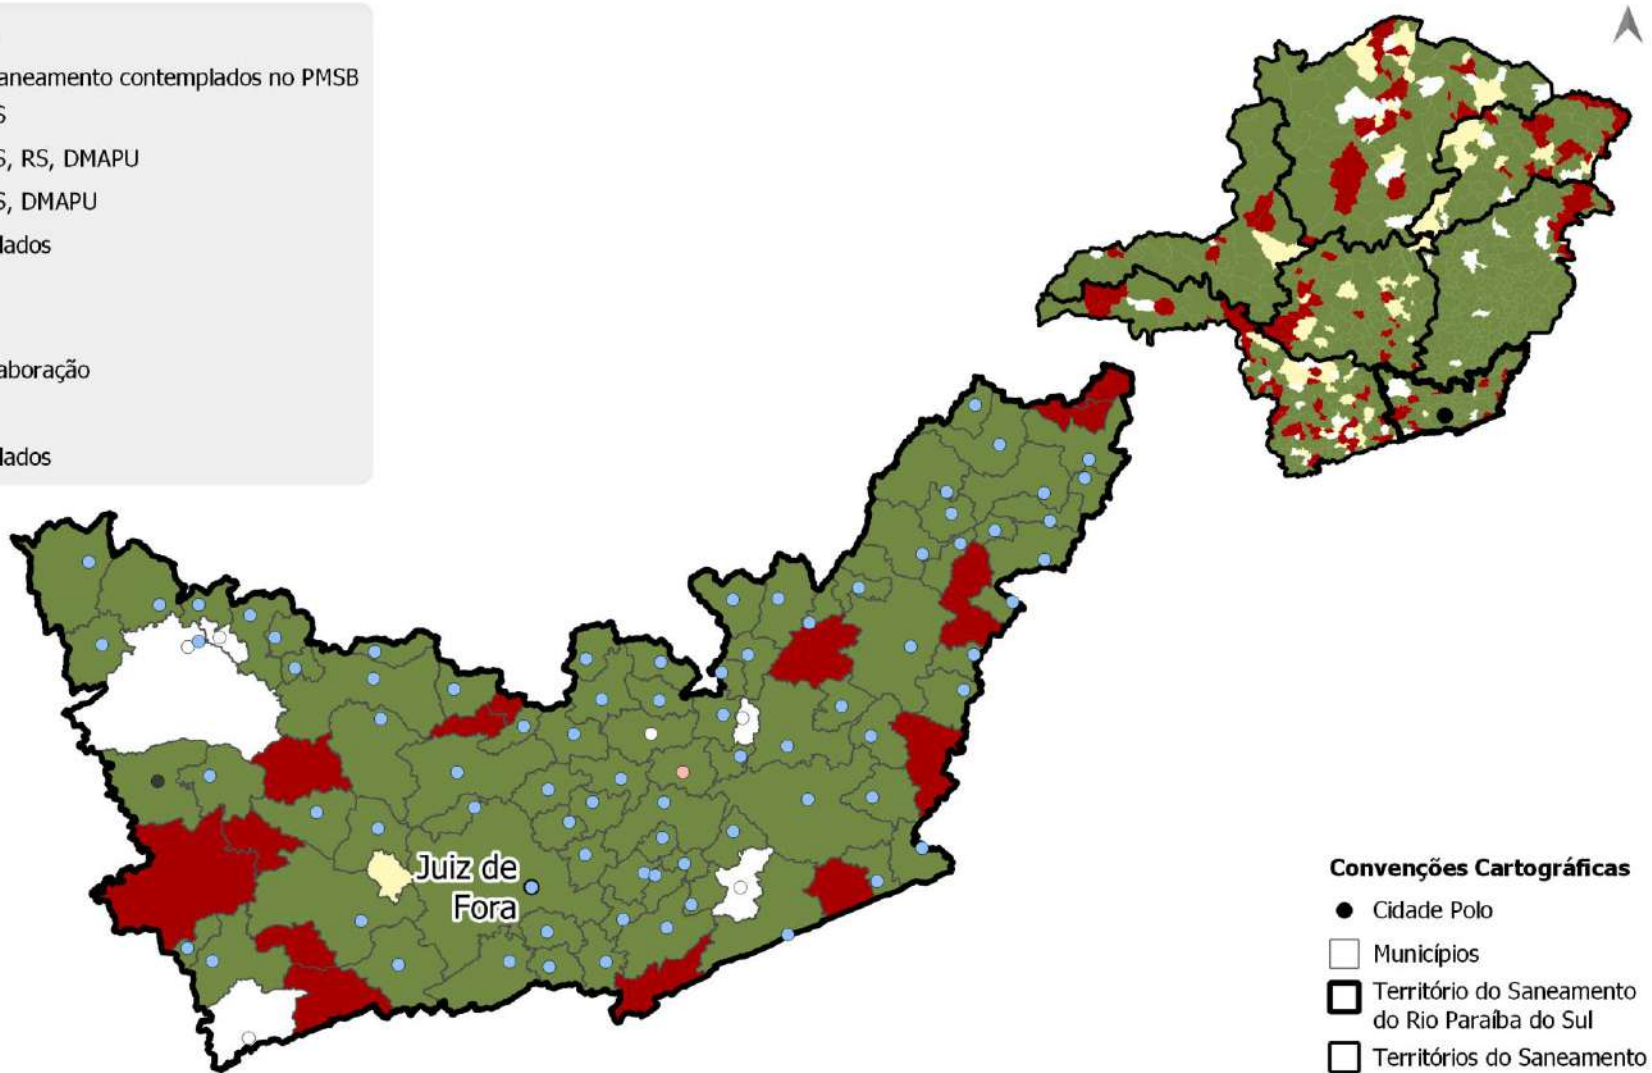 aneamento contemplados no PMSB
S
S, RS, DMAPU
S, DMAPU
lados
aboração
lados
Juiz de
Fora
Convenções Cartográficas
Cidade Polo
Municípios
Território do Saneamento
do Rio Paraíba do Sul
Territórios do Saneamento